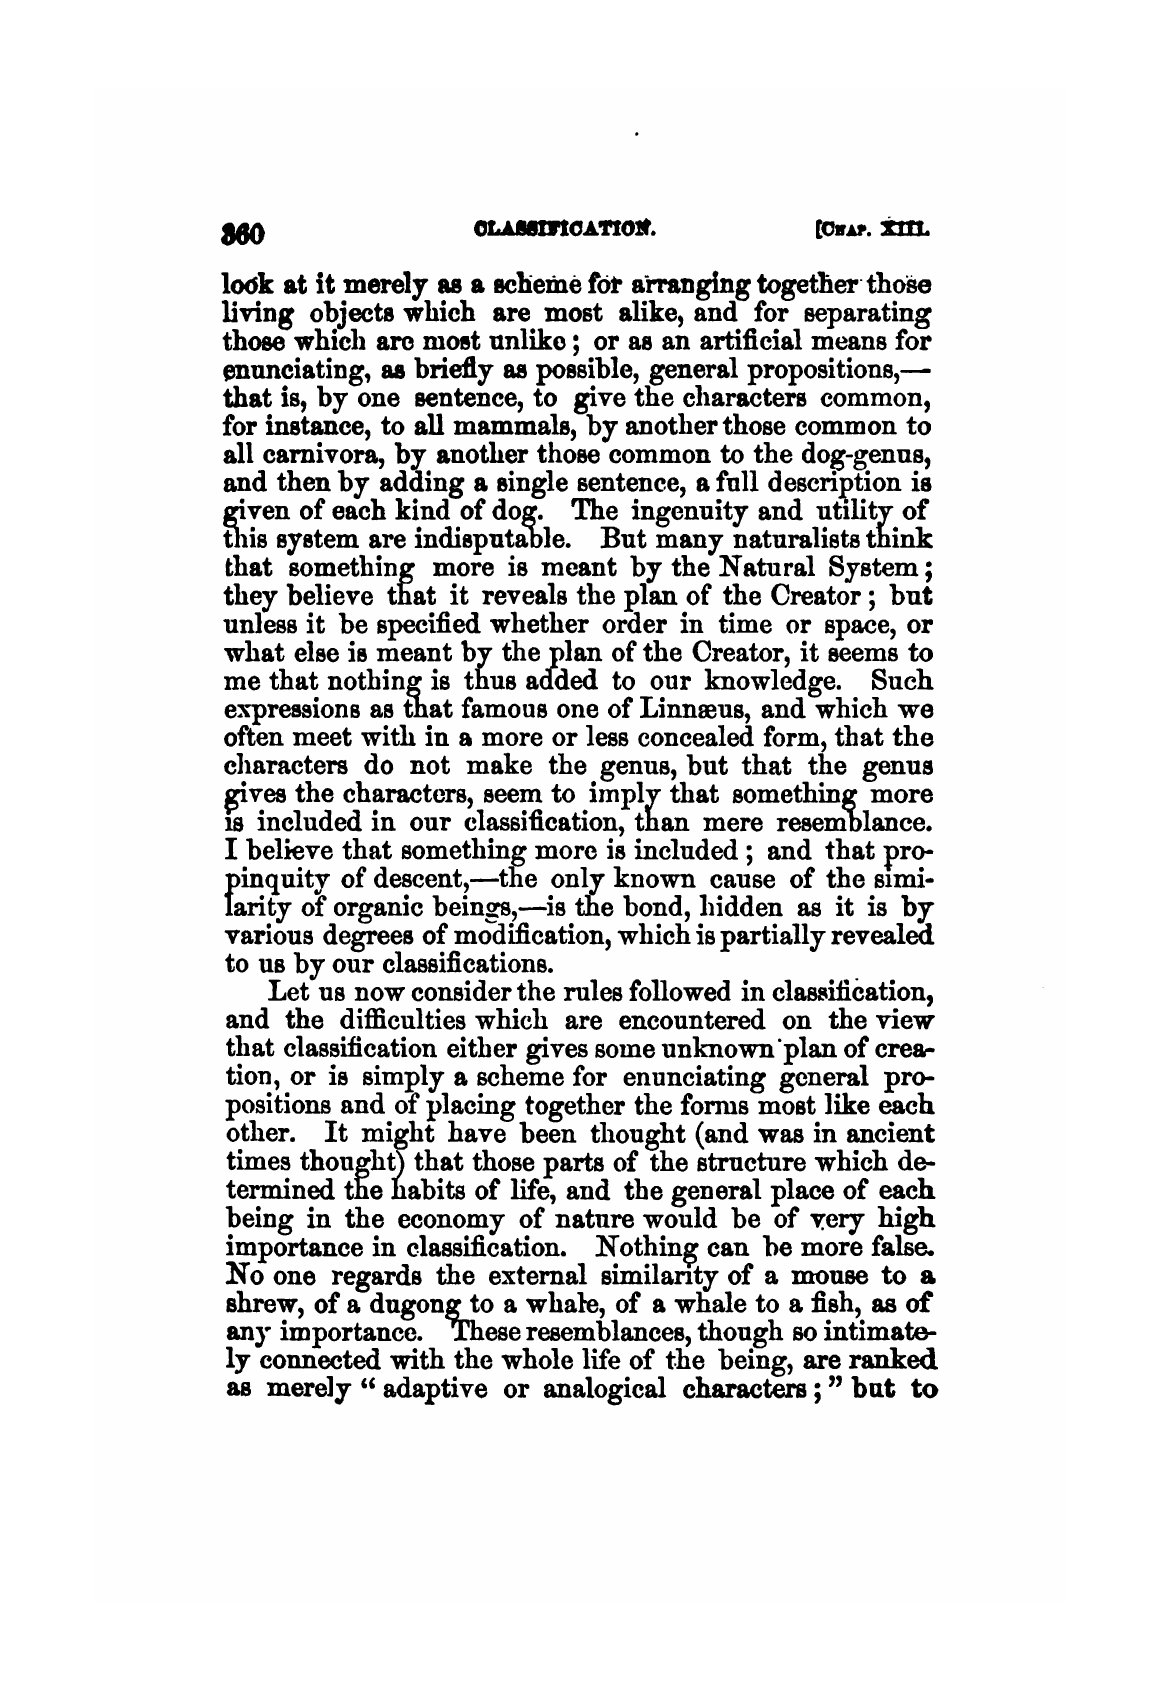 360 CLASSIFICATION. [CHAP. XIII.
look at it merely as a scheme for arranging together those
living objects which are most alike, and for separating
those which are most unlike; or as an artificial means for
enunciating, as briefly as possible, general propositions,—
that is, by one sentence, to give the characters common,
for instance, to all mammals, by another those common to
all carnivora, by another those common to the dog-genus,
and then by adding a single sentence, a full description is
given of each kind of dog. The ingenuity and utility of
this system are indisputable. But many naturalists think
that something more is meant by the Natural System;
they believe that it reveals the plan of the Creator; but
unless it be specified whether order in time or space, or
what else is meant by the plan of the Creator, it seems to
me that nothing is thus added to our knowledge. Such
expressions as that famous one of Linnæus, and which we
often meet with in a more or less concealed form, that the
characters do not make the genus, but that the genus
gives the characters, seem to imply that something more
is included in our classification, than mere resemblance.
I believe that something more is included; and that pro-
pinquity of descent,—the only known cause of the simi-
larity of organic beings,—is the bond, hidden as it is by
various degrees of modification, which is partially revealed
to us by our classifications.
Let us now consider the rules followed in classification,
and the difficulties which are encountered on the view
that classification either gives some unknown plan of crea-
tion, or is simply a scheme for enunciating general pro-
positions and of placing together the forms most like each
other. It might have been thought (and was in ancient
times thought) that those parts of the structure which de-
termined the habits of life, and the general place of each
being in the economy of nature would be of very high
importance in classification. Nothing can be more false.
No one regards the external similarity of a mouse to a
shrew, of a dugong to a whale, of a whale to a fish, as of
any importance. These resemblances, though so intimate-
ly connected with the whole life of the being, are ranked
as merely “adaptive or analogical characters;” but to